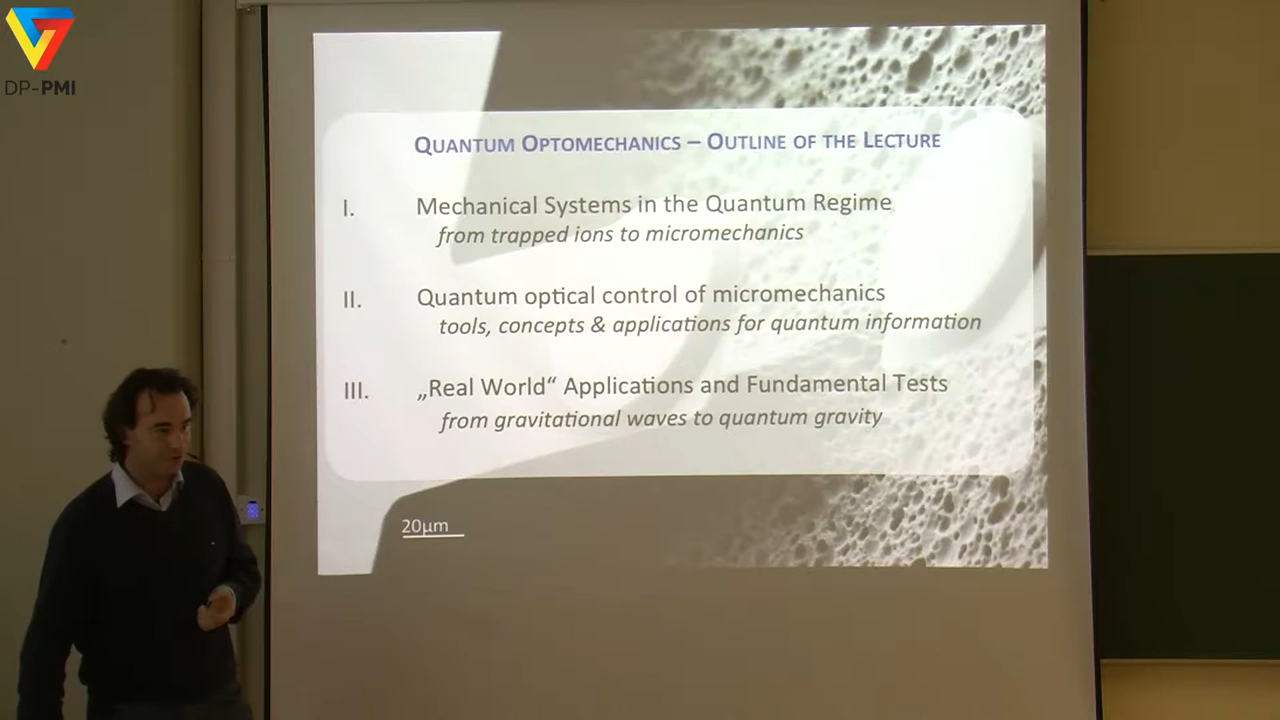 DP-PMI
QUANTUM OPTOMECHANICS – OUTLINE OF THE LECTURE
I. Mechanical Systems in the Quantum Regime
from trapped ions to micromechanics
II. Quantum optical control of micromechanics
tools, concepts & applications for quantum information
III. „Real World“ Applications and Fundamental Tests
from gravitational waves to quantum gravity
20µm